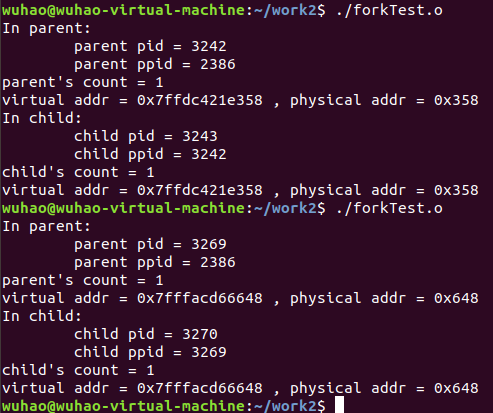 wuhao@wuhao-virtual-machine:~/work2$ ./forkTest.o
In parent:
        parent pid = 3242
        parent ppid = 2386
parent's count = 1
virtual addr = 0x7ffdc421e358 , physical addr = 0x358
In child:
        child pid = 3243
        child ppid = 3242
child's count = 1
virtual addr = 0x7ffdc421e358 , physical addr = 0x358
wuhao@wuhao-virtual-machine:~/work2$ ./forkTest.o
In parent:
        parent pid = 3269
        parent ppid = 2386
parent's count = 1
virtual addr = 0x7fffacd66648 , physical addr = 0x648
In child:
        child pid = 3270
        child ppid = 3269
child's count = 1
virtual addr = 0x7fffacd66648 , physical addr = 0x648
wuhao@wuhao-virtual-machine:~/work2$